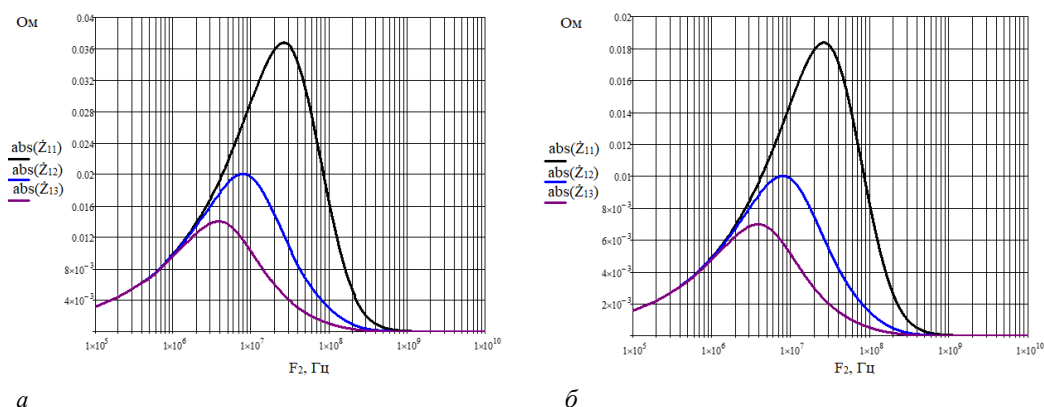 Ом
0.04
0.036
0.032
0.028
0.024
0.02
0.016
0.012
8×10⁻³
4×10⁻³
abs(Ż₁₁)
abs(Ż₁₂)
abs(Ż₁₃)
1×10⁵ 1×10⁶ 1×10⁷ 1×10⁸ 1×10⁹ 1×10¹⁰
F₂, Гц
а
Ом
0.02
0.018
0.016
0.014
0.012
0.01
8×10⁻³
6×10⁻³
4×10⁻³
2×10⁻³
abs(Ż₁₁)
abs(Ż₁₂)
abs(Ż₁₃)
1×10⁵ 1×10⁶ 1×10⁷ 1×10⁸ 1×10⁹ 1×10¹⁰
F₂, Гц
б